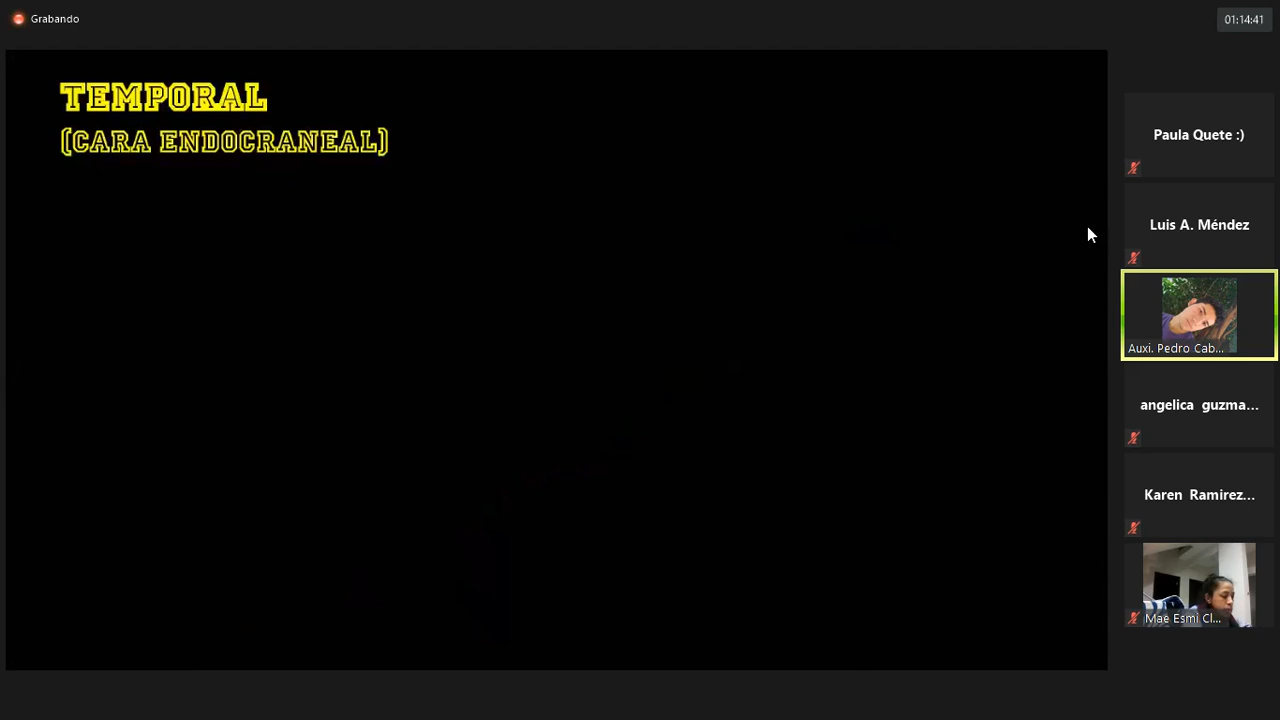 Grabando
01:14:41
TEMPORAL
(CARA ENDOCRANEAL)
Paula Quete :)
Luis A. Méndez
Auxi. Pedro Cab...
angelica guzma...
Karen Ramirez...
Mae Esmi Cl...